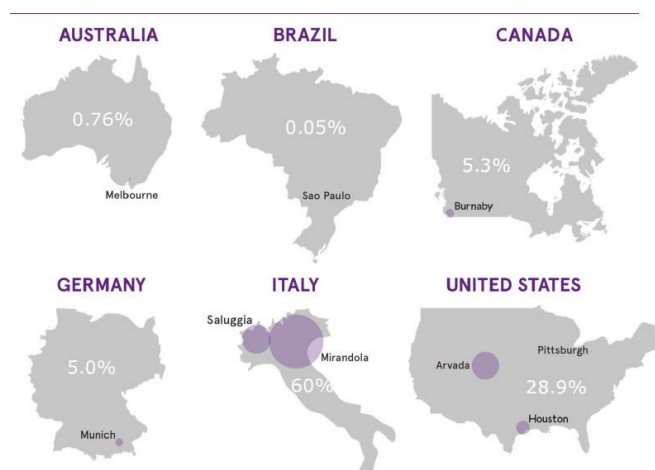 AUSTRALIA
0.76%
Melbourne
BRAZIL
0.05%
Sao Paulo
CANADA
5.3%
Burnaby
GERMANY
5.0%
Munich
ITALY
Saluggia
Mirandola
60%
UNITED STATES
Pittsburgh
Arvada
28.9%
Houston